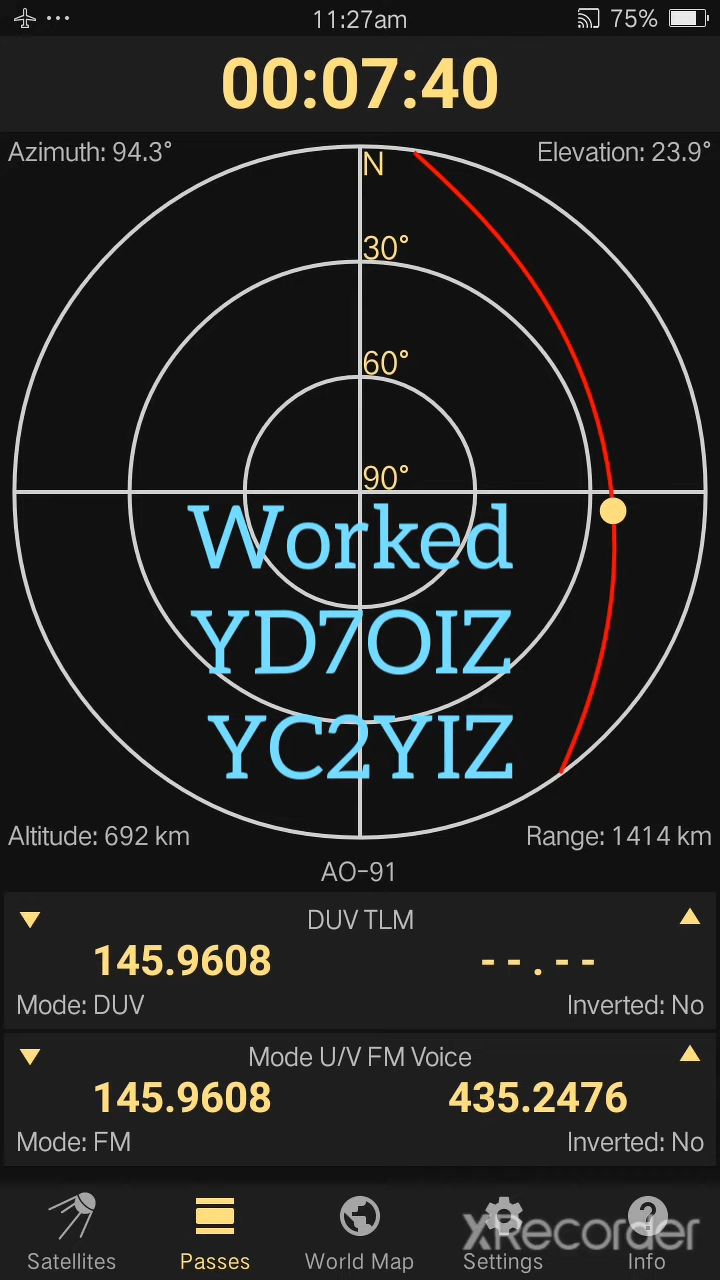 11:27am 75%
00:07:40
Azimuth: 94.3° Elevation: 23.9°
N
30°
60°
90°
Worked
YD7OIZ
YC2YIZ
Altitude: 692 km Range: 1414 km
AO-91
DUV TLM
145.9608 --.--
Mode: DUV Inverted: No
Mode U/V FM Voice
145.9608 435.2476
Mode: FM Inverted: No
XRecorder
Satellites Passes World Map Settings Info